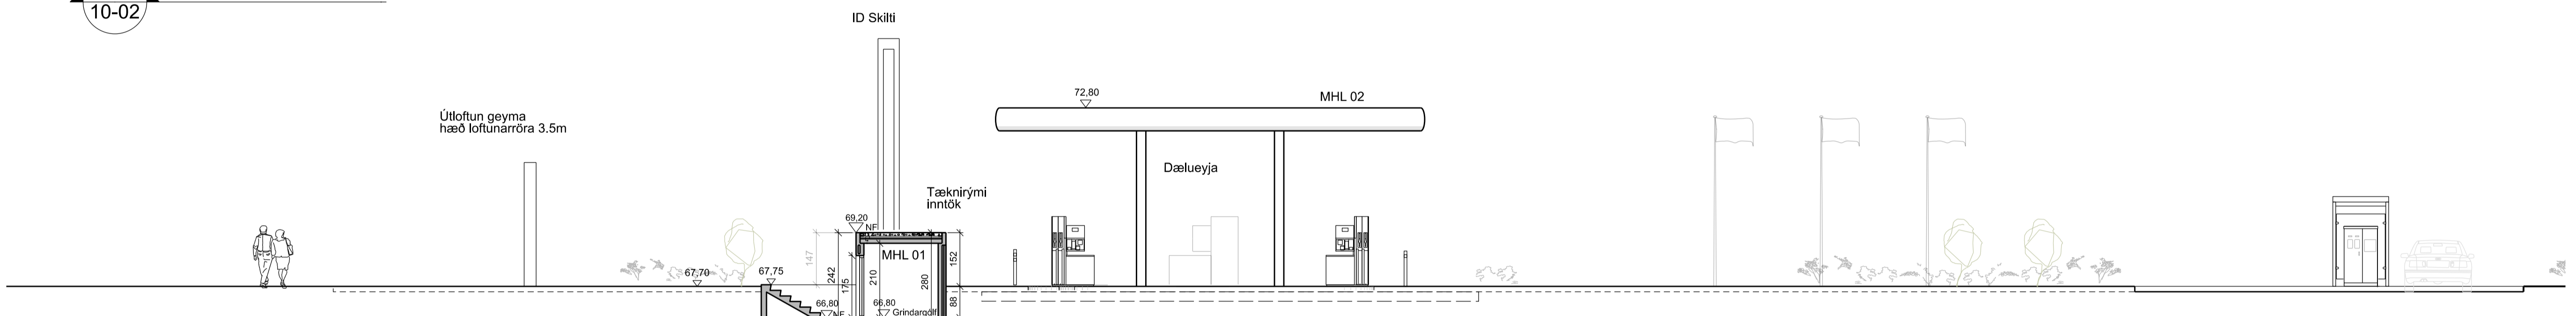 10-02
ID Skilti
72,80
MHL 02
Útloftun geyma
hæð loftunarröra 3.5m
Dælueyja
Tæknirými
inntök
69,20
NF
MHL 01
147
242
175
210
280
152
88
67,70
67,75
66,80
NF
66,80
Grindargólf